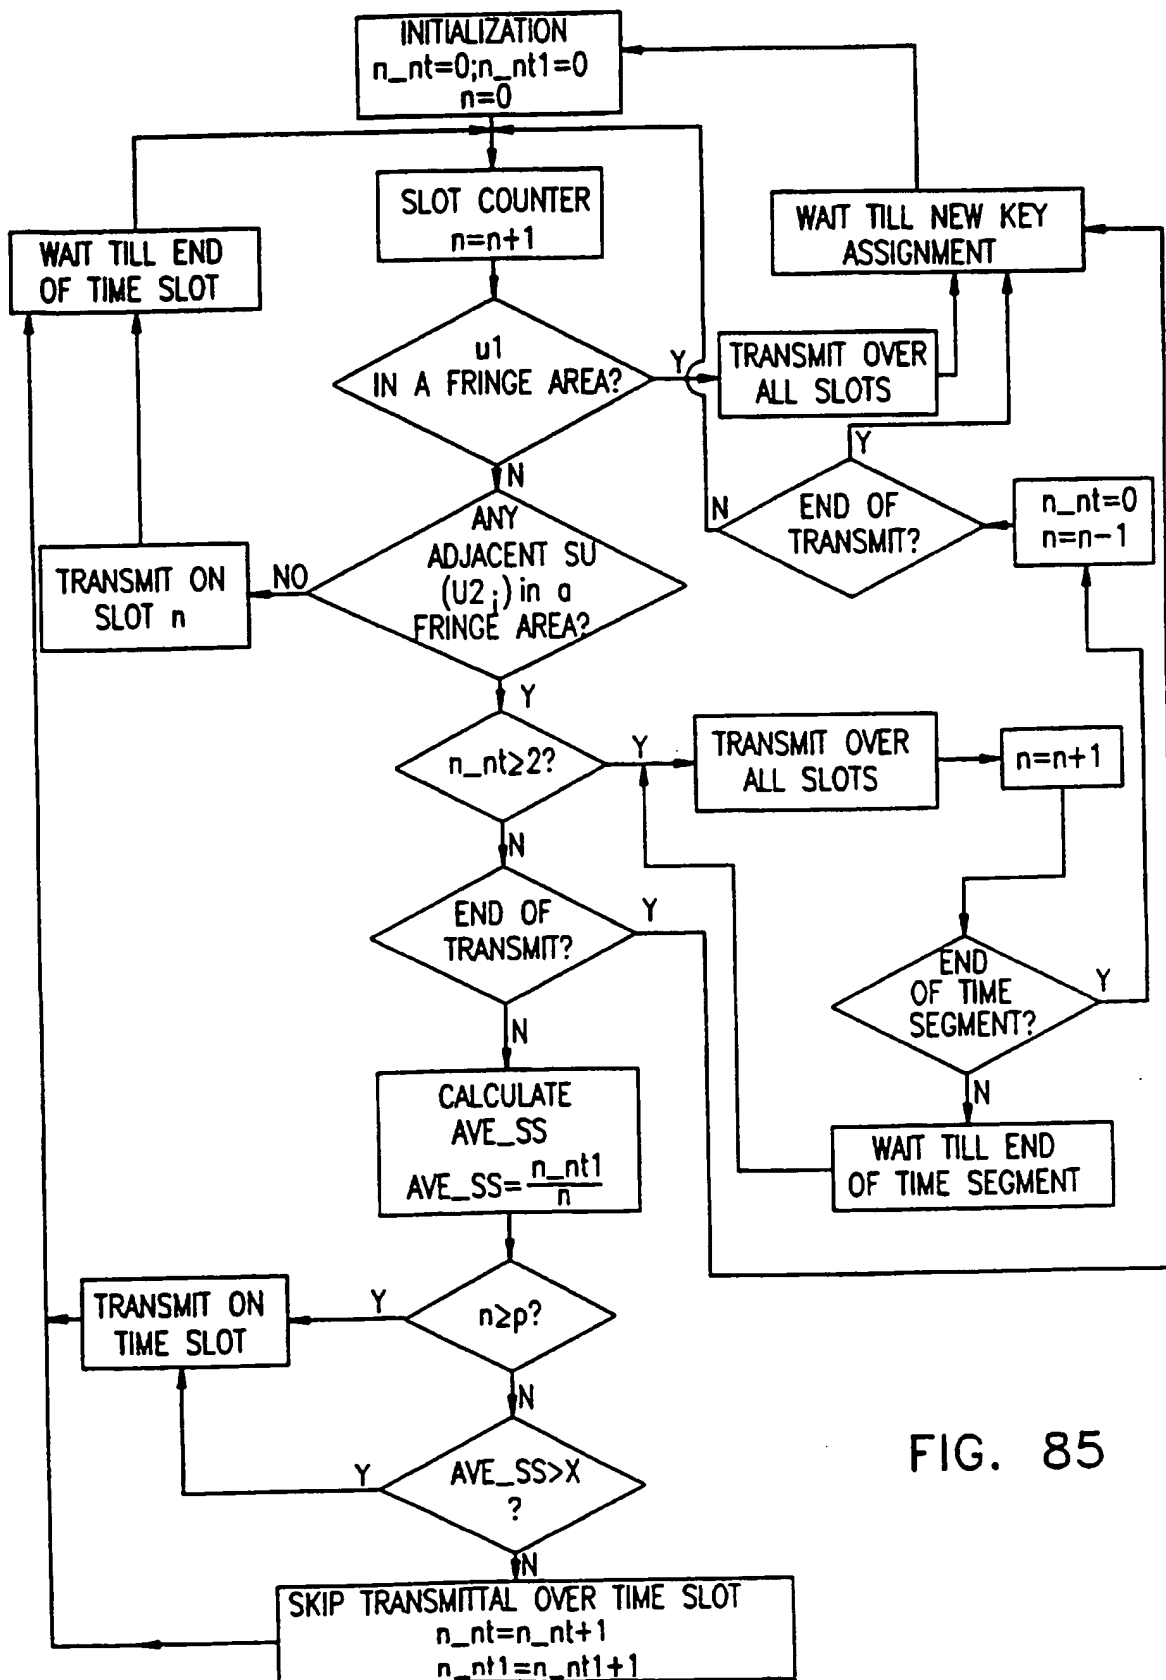 INITIALIZATION
n_nt=0;n_nt1=0
n=0
SLOT COUNTER
n=n+1
WAIT TILL NEW KEY
ASSIGNMENT
WAIT TILL END
OF TIME SLOT
u1
IN A FRINGE AREA?
Y
TRANSMIT OVER
ALL SLOTS
N
Y
N
END OF
TRANSMIT?
n_nt=0
n=n-1
ANY
ADJACENT SU
(U2 j) in a
FRINGE AREA?
NO
TRANSMIT ON
SLOT n
Y
n_nt≥2?
Y
TRANSMIT OVER
ALL SLOTS
n=n+1
N
END OF
TRANSMIT?
Y
END
OF TIME
SEGMENT?
Y
N
N
WAIT TILL END
OF TIME SEGMENT
CALCULATE
AVE_SS
AVE_SS=n_nt1
n
n≥p?
Y
TRANSMIT ON
TIME SLOT
N
AVE_SS>X
?
Y
N
SKIP TRANSMITTAL OVER TIME SLOT
n_nt=n_nt+1
n_nt1=n_nt1+1
FIG. 85